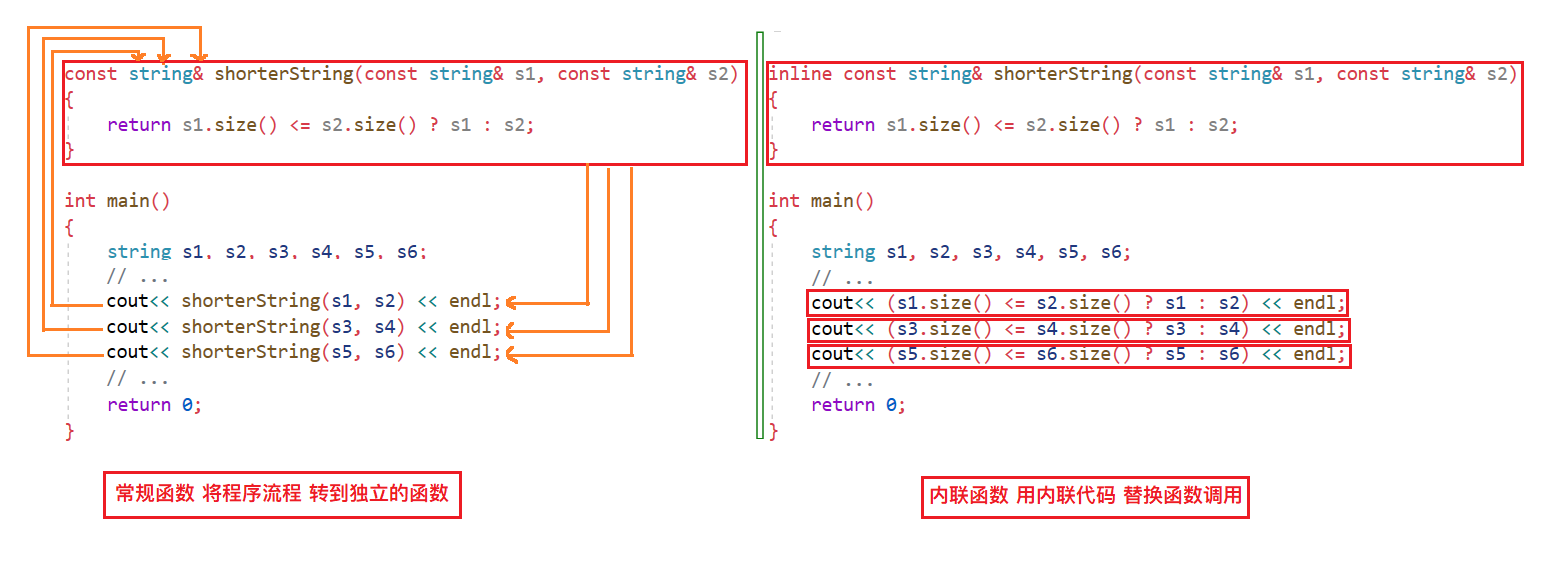 const string& shorterString(const string& s1, const string& s2)
{
    return s1.size() <= s2.size() ? s1 : s2;
}
int main()
{
    string s1, s2, s3, s4, s5, s6;
    // ...
    cout<< shorterString(s1, s2) << endl;
    cout<< shorterString(s3, s4) << endl;
    cout<< shorterString(s5, s6) << endl;
    // ...
    return 0;
}
常规函数 将程序流程 转到独立的函数
inline const string& shorterString(const string& s1, const string& s2)
{
    return s1.size() <= s2.size() ? s1 : s2;
}
int main()
{
    string s1, s2, s3, s4, s5, s6;
    // ...
    cout<< (s1.size() <= s2.size() ? s1 : s2) << endl;
    cout<< (s3.size() <= s4.size() ? s3 : s4) << endl;
    cout<< (s5.size() <= s6.size() ? s5 : s6) << endl;
    // ...
    return 0;
}
内联函数 用内联代码 替换函数调用